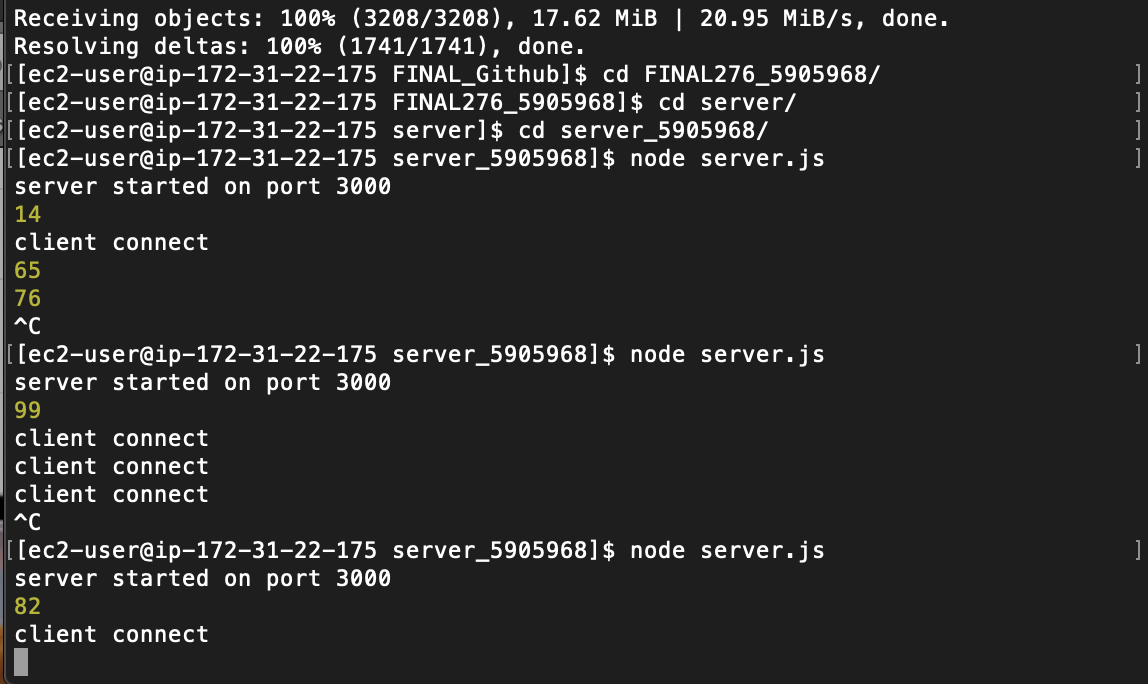 Receiving objects: 100% (3208/3208), 17.62 MiB | 20.95 MiB/s, done.
Resolving deltas: 100% (1741/1741), done.
[[ec2-user@ip-172-31-22-175 FINAL_Github]$ cd FINAL276_5905968/ ]
[[ec2-user@ip-172-31-22-175 FINAL276_5905968]$ cd server/ ]
[[ec2-user@ip-172-31-22-175 server]$ cd server_5905968/ ]
[[ec2-user@ip-172-31-22-175 server_5905968]$ node server.js ]
server started on port 3000
14
client connect
65
76
^C
[[ec2-user@ip-172-31-22-175 server_5905968]$ node server.js ]
server started on port 3000
99
client connect
client connect
client connect
^C
[[ec2-user@ip-172-31-22-175 server_5905968]$ node server.js ]
server started on port 3000
82
client connect